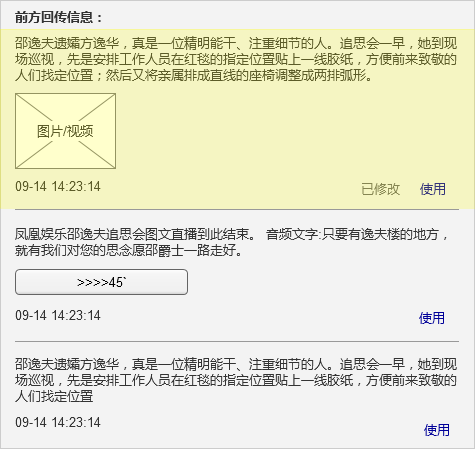 前方回传信息：
邵逸夫遗孀方逸华，真是一位精明能干、注重细节的人。追思会一早，她到现
场巡视，先是安排工作人员在红毯的指定位置贴上一线胶纸，方便前来致敬的
人们找定位置；然后又将亲属排成直线的座椅调整成两排弧形。
图片/视频
09-14 14:23:14
已修改 使用
凤凰娱乐邵逸夫追思会图文直播到此结束。 音频文字:只要有逸夫楼的地方，
就有我们对您的思念愿邵爵士一路走好。
>>>>45`
09-14 14:23:14
使用
邵逸夫遗孀方逸华，真是一位精明能干、注重细节的人。追思会一早，她到现
场巡视，先是安排工作人员在红毯的指定位置贴上一线胶纸，方便前来致敬的
人们找定位置
09-14 14:23:14
使用